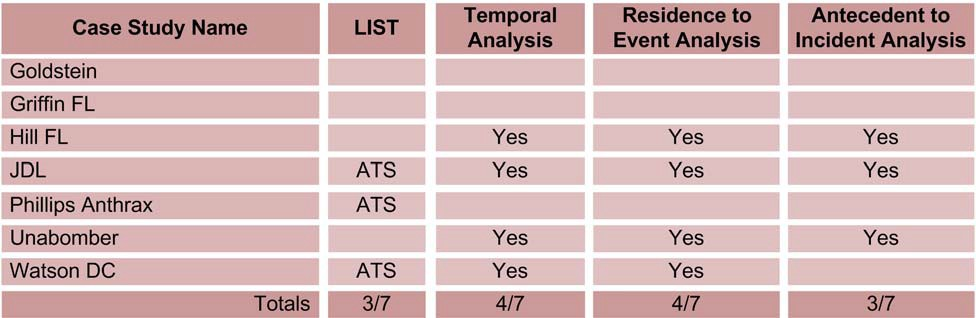 Case Study Name LIST Temporal Analysis Residence to Event Analysis Antecedent to Incident Analysis
Goldstein
Griffin FL
Hill FL Yes Yes Yes
JDL ATS Yes Yes Yes
Phillips Anthrax ATS
Unabomber Yes Yes Yes
Watson DC ATS Yes Yes
Totals 3/7 4/7 4/7 3/7